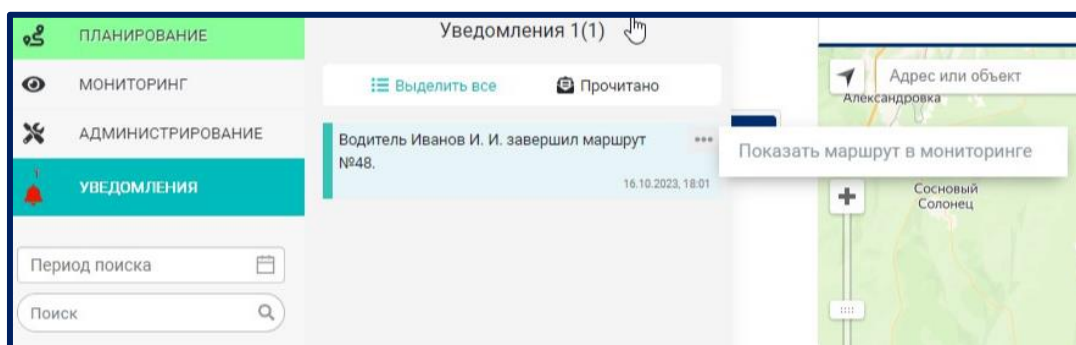 ПЛАНИРОВАНИЕ
МОНИТОРИНГ
АДМИНИСТРИРОВАНИЕ
1
УВЕДОМЛЕНИЯ
Период поиска
Поиск
Уведомления 1(1)
Выделить все
Прочитано
Водитель Иванов И. И. завершил маршрут
№48.
16.10.2023, 18:01
Показать маршрут в мониторинге
Адрес или объект
Александровка
Сосновый
Солонец